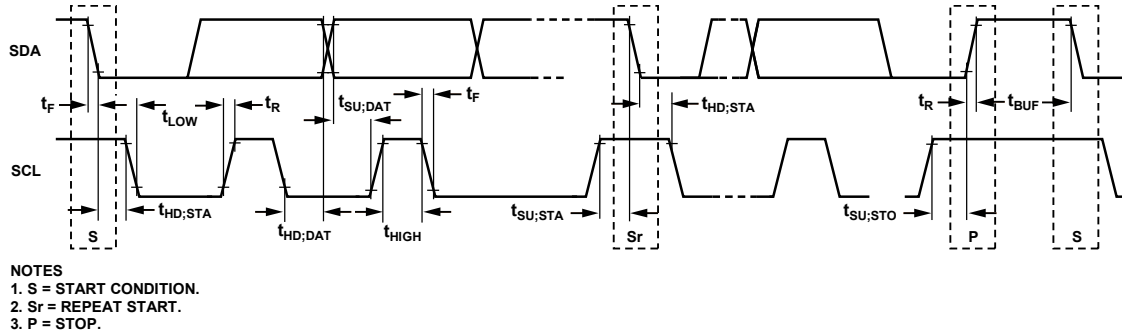 SDA
tF
tLOW
tR
tSU;DAT
tF
tHD;STA
tR
tBUF
SCL
tHD;STA
tHD;DAT
tHIGH
tSU;STA
tSU;STO
S
Sr
P
S
NOTES
1. S = START CONDITION.
2. Sr = REPEAT START.
3. P = STOP.